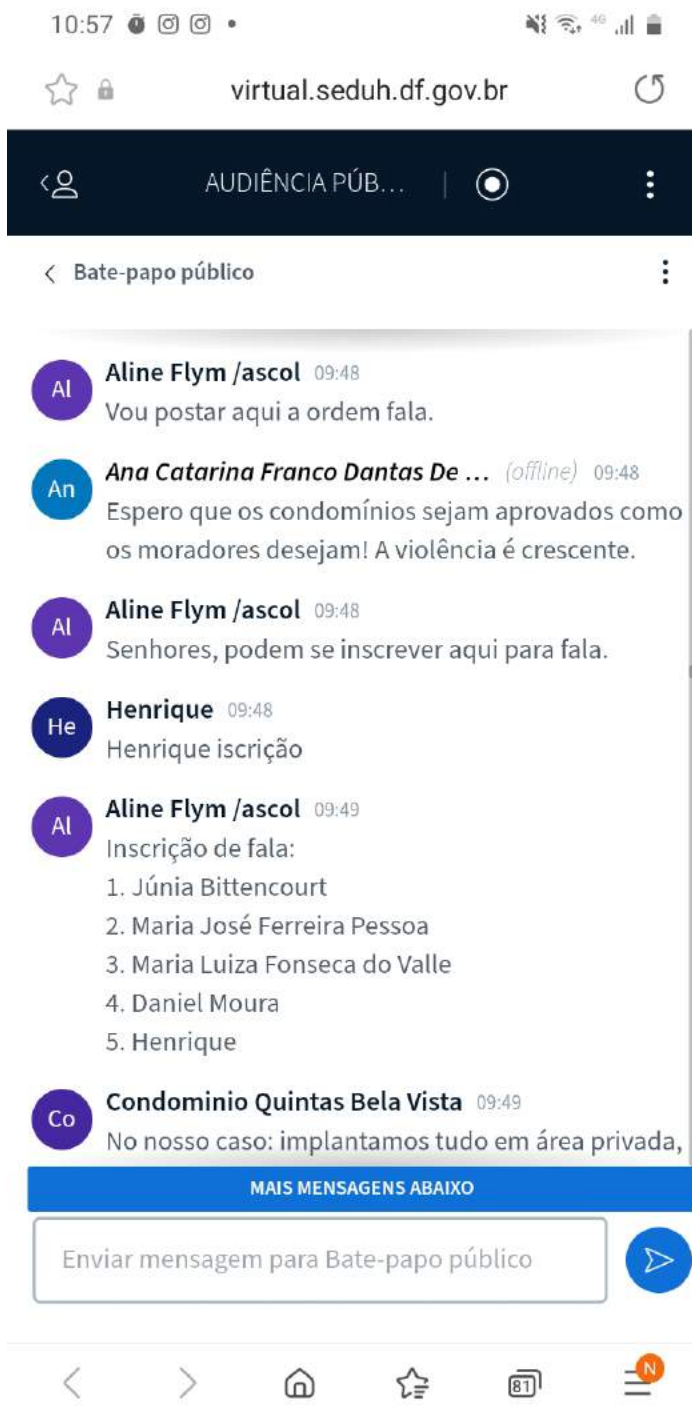 10:57
4G
virtual.seduh.df.gov.br
AUDIÊNCIA PÚB...
Bate-papo público
Al
Aline Flym /ascol 09:48
Vou postar aqui a ordem fala.
An
Ana Catarina Franco Dantas De ... (offline) 09:48
Espero que os condomínios sejam aprovados como
os moradores desejam! A violência é crescente.
Al
Aline Flym /ascol 09:48
Senhores, podem se inscrever aqui para fala.
He
Henrique 09:48
Henrique iscrição
Al
Aline Flym /ascol 09:49
Inscrição de fala:
1. Júnia Bittencourt
2. Maria José Ferreira Pessoa
3. Maria Luiza Fonseca do Valle
4. Daniel Moura
5. Henrique
Co
Condominio Quintas Bela Vista 09:49
No nosso caso: implantamos tudo em área privada,
MAIS MENSAGENS ABAIXO
Enviar mensagem para Bate-papo público
81
N